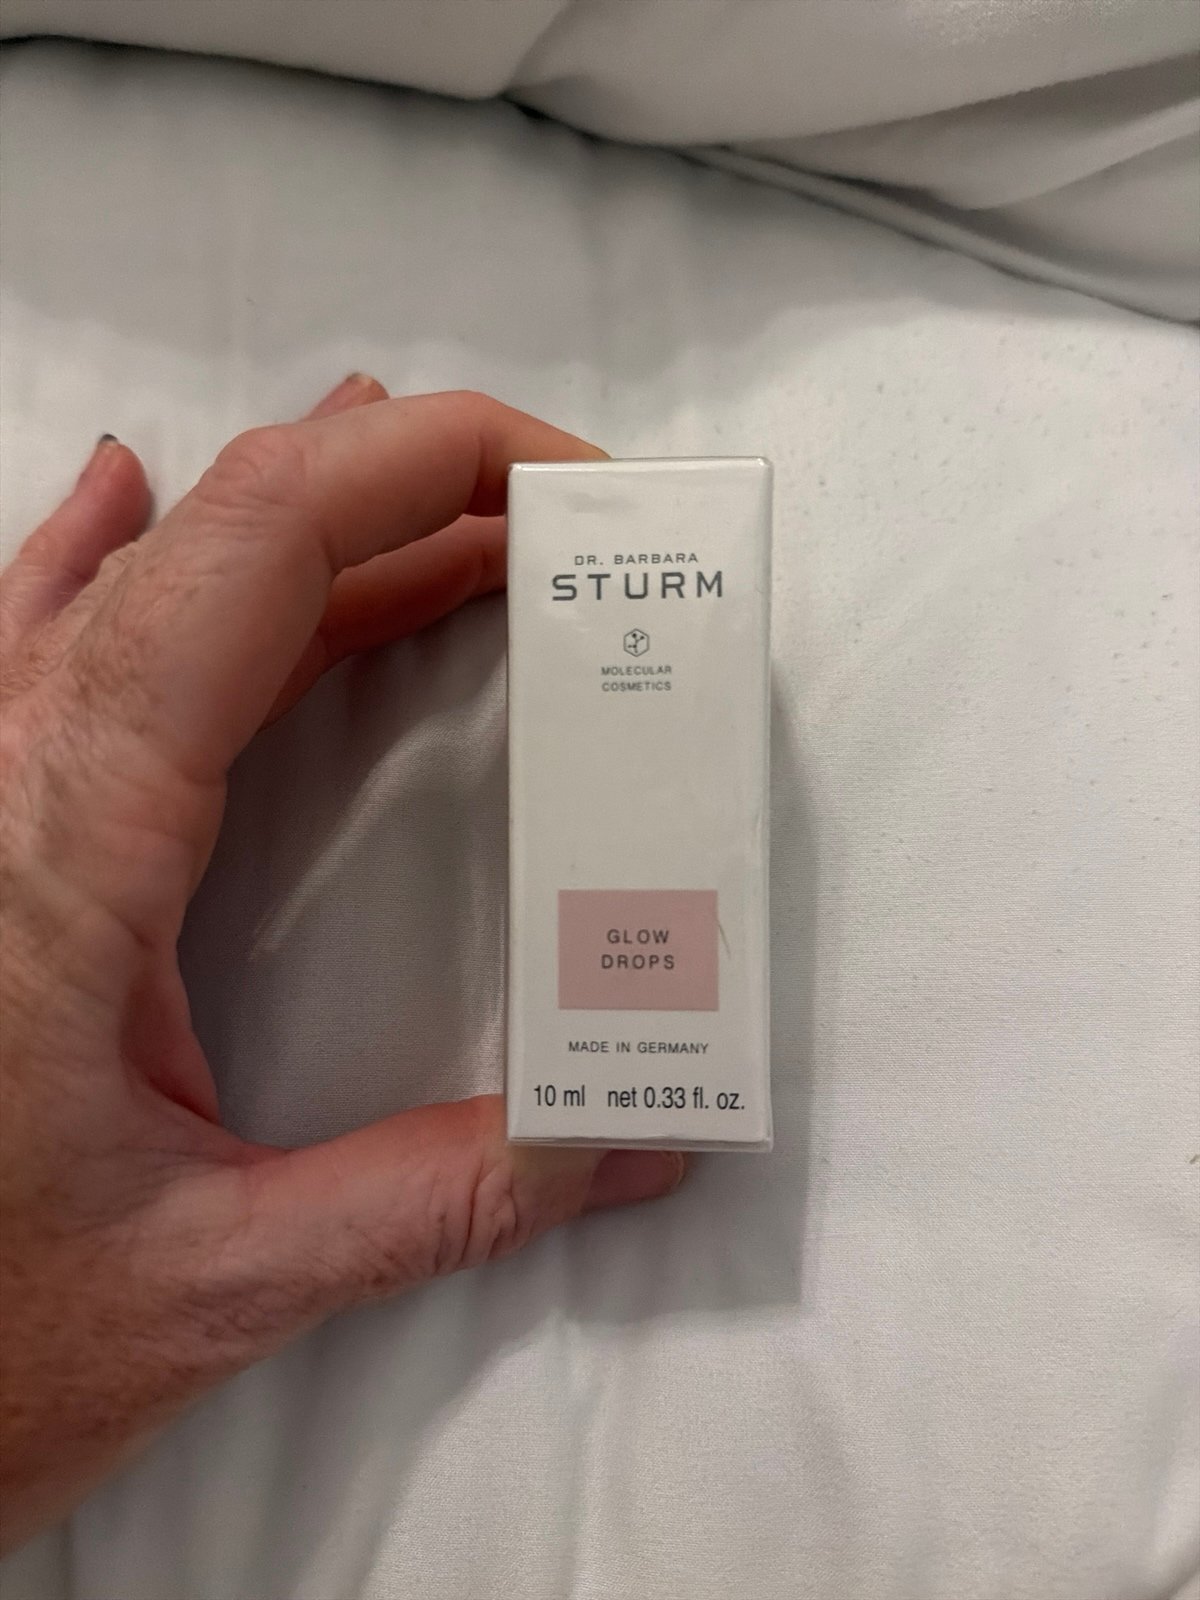 DR. BARBARA
STURM
MOLECULAR
COSMETICS
GLOW
DROPS
MADE IN GERMANY
10 ml net 0.33 fl. oz.